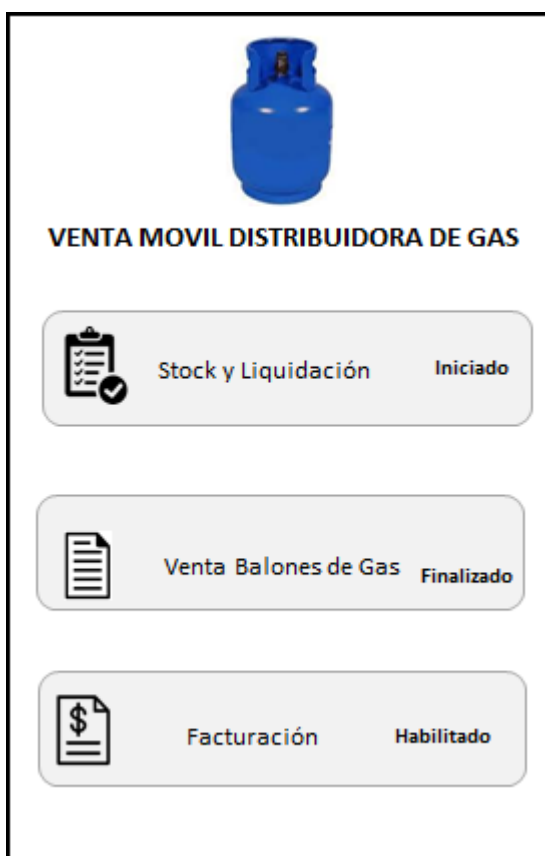 VENTA MOVIL DISTRIBUIDORA DE GAS
Stock y Liquidación Iniciado
Venta Balones de Gas Finalizado
$
Facturación Habilitado